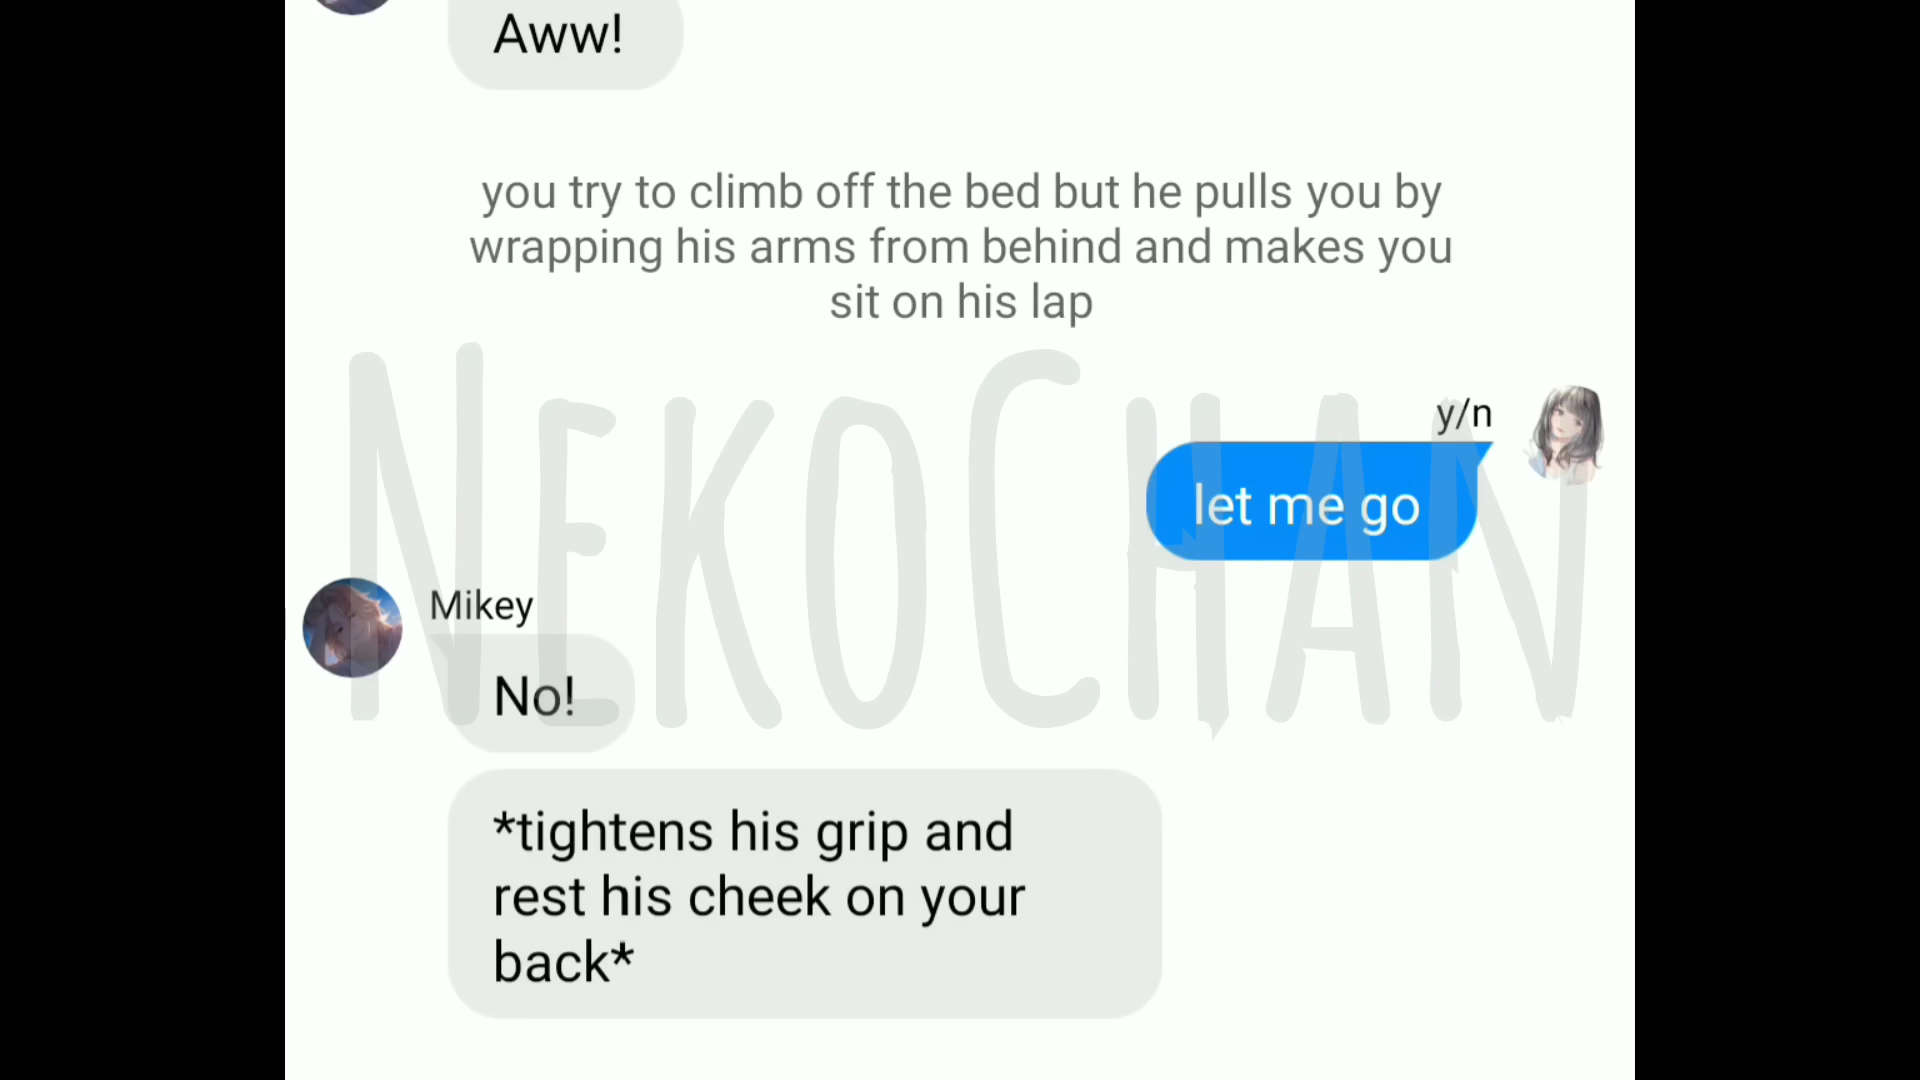 Aww!
you try to climb off the bed but he pulls you by
wrapping his arms from behind and makes you
sit on his lap
y/n
let me go
Mikey
No!
*tightens his grip and
rest his cheek on your
back*
NEKOCHAN